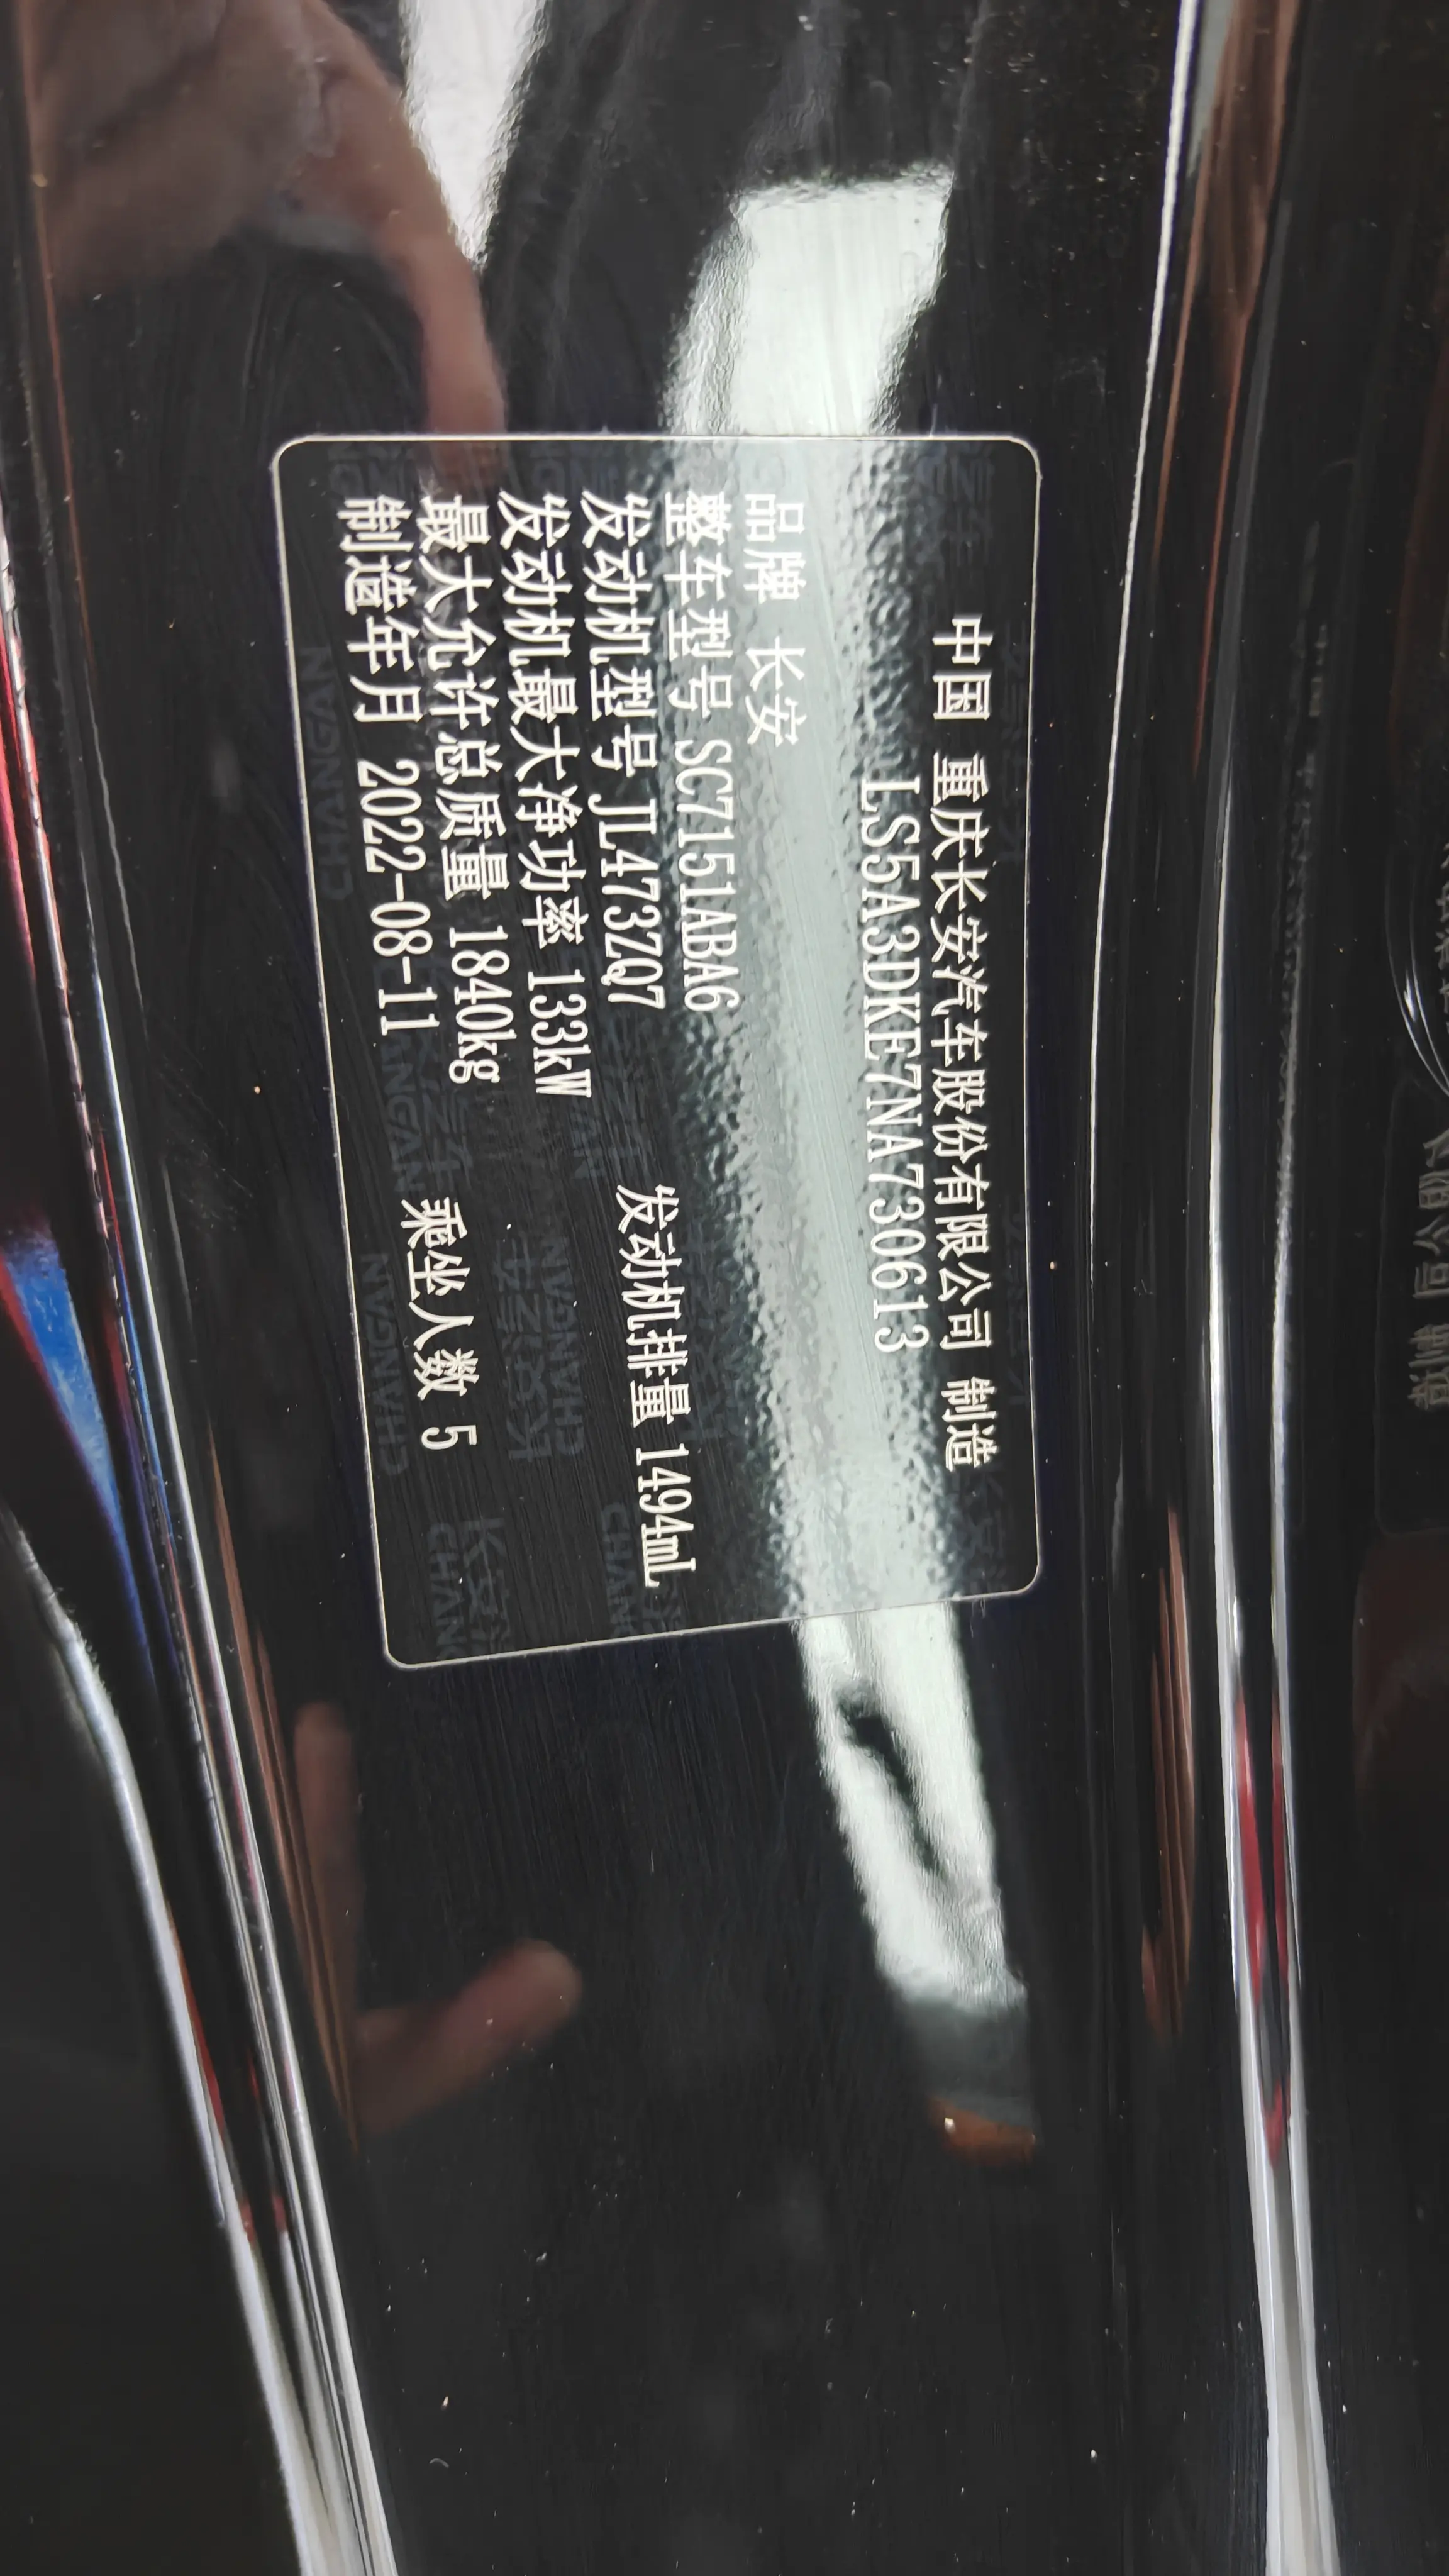 中国 重庆长安汽车股份有限公司 制造
LS5A3DKE7NA730613
品牌 长安
整车型号 SC7151ABA6
发动机型号 JL473ZQ7 发动机排量 1494mL
发动机最大净功率 133kW
最大允许总质量 1840kg
制造年月 2022-08-11 乘坐人数 5